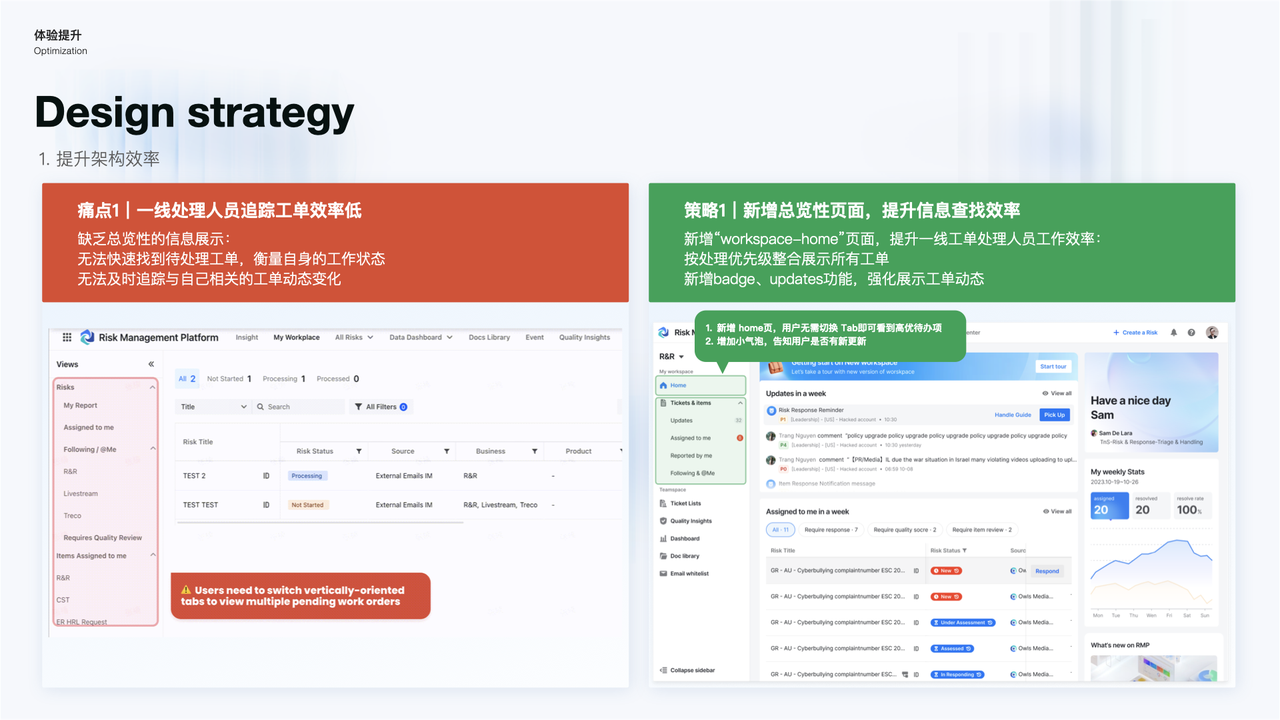 体验提升
Optimization
Design strategy
1. 提升架构效率
痛点1｜一线处理人员追踪工单效率低
缺乏总览性的信息展示：
无法快速找到待处理工单，衡量自身的工作状态
无法及时追踪与自己相关的工单动态变化
Risk Management Platform
Insight
My Workplace
All Risks
Data Dashboard
Docs Library
Event
Quality Insights
Views
Risks
My Report
Assigned to me
Following / @Me
R&R
Livestream
Treco
Requires Quality Review
Items Assigned to me
R&R
CST
ER HRL Request
All 2
Not Started 1
Processing 1
Processed 0
Title
Search
All Filters 0
Risk Title
Risk Status
Source
Business
Product
TEST 2
ID
Processing
External Emails IM
R&R
-
TEST TEST
ID
Not Started
External Emails IM
R&R, Livestream, Treco
-
Users need to switch vertically-oriented
tabs to view multiple pending work orders
策略1｜新增总览性页面，提升信息查找效率
新增“workspace-home”页面，提升一线工单处理人员工作效率：
按处理优先级整合展示所有工单
新增badge、updates功能，强化展示工单动态
1. 新增 home页，用户无需切换 Tab即可看到高优待办项
2. 增加小气泡，告知用户是否有新更新
Risk
enter
+ Create a Risk
R&R
My workspace
Home
Tickets & items
Updates
32
Assigned to me
Reported by me
Following & @Me
Teamspace
Ticket Lists
Quality Insights
Dashboard
Doc library
Email whitelist
Collapse sidebar
Getting start on New workspace
Let's take a tour with new version of worskpace
Start tour
Updates in a week
View all
Risk Response Reminder
P1 [Leadership] - [US] - Hacked account • 10:30
Handle Guide
Pick Up
Trang Nguyen comment “policy upgrade policy upgrade policy upgrade policy upgrade policy upgrade policy
P4 [Leadership] - [US] - Hacked account • 10:30
Trang Nguyen comment “【PR/Media】IL due the war situation in Israel many violating videos uploading to upl...
P0 [Leadership] - [US] - Hacked account • 06:59 10-08
Item Response Notification message
Assigned to me in a week
View all
All · 11
Require response · 7
Require quality socre · 2
Require item review · 2
Risk Title
Risk Status
Sourc
GR - AU - Cyberbullying complaintnumber ESC 20...
New
Ow
Respond
GR - AU - Cyberbullying complaintnumber ESC 20...
New
Owls Media...
GR - AU - Cyberbullying complaintnumber ESC 20...
Under Assessment
Owls Media...
GR - AU - Cyberbullying complaintnumber ESC 20...
Assessed
Owls Media...
GR - AU - Cyberbullying complaintnumber ESC 20...
In Responding
Owls Media...
Have a nice day
Sam
Sam De Lara
TnS-Risk & Response-Triage & Handling
My weekly Stats
2023.10-19~10-26
assigned
20
resovived
20
resolve rate
100%
Mon
Tue
Thu
Wen
Fri
Sat
Sun
What's new on RMP